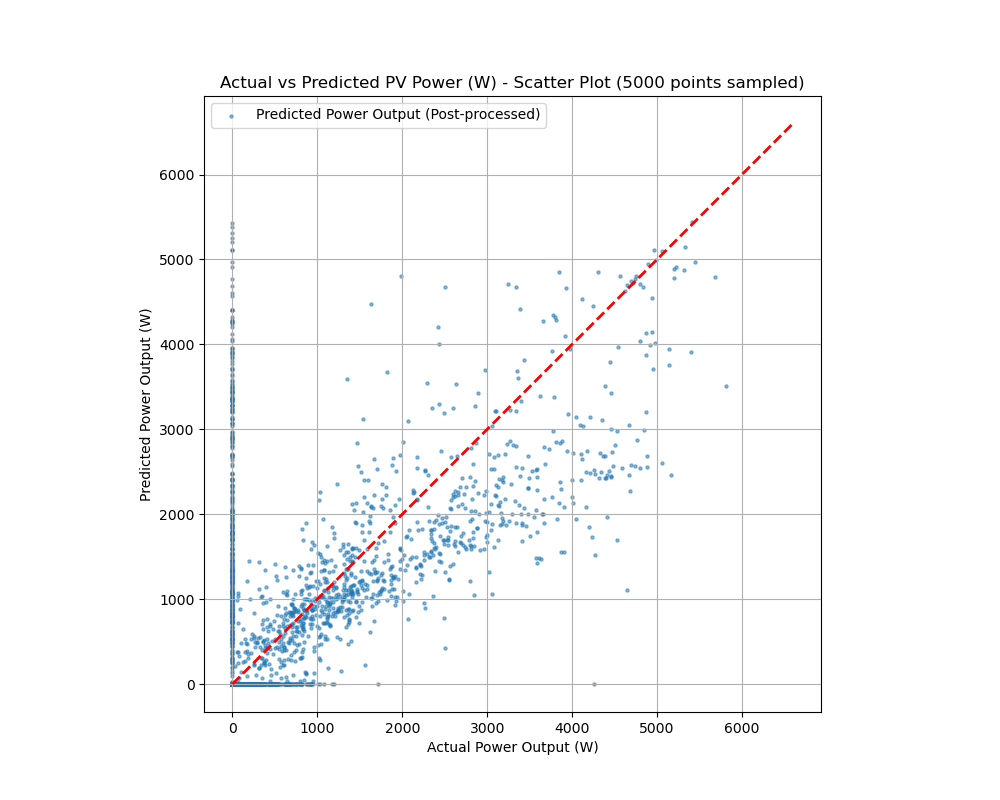 Actual vs Predicted PV Power (W) - Scatter Plot (5000 points sampled)
Predicted Power Output (Post-processed)
6000
5000
4000
3000
2000
1000
0
Predicted Power Output (W)
0 1000 2000 3000 4000 5000 6000
Actual Power Output (W)